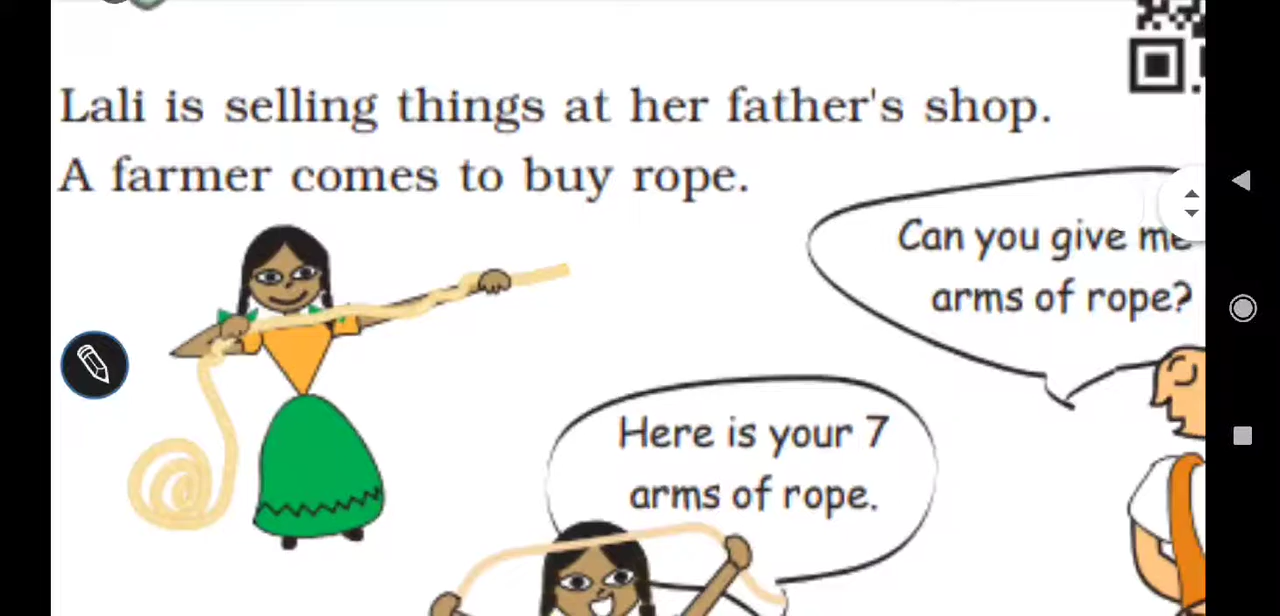 Lali is selling things at her father's shop.
A farmer comes to buy rope.
Can you give me
arms of rope?
Here is your 7
arms of rope.